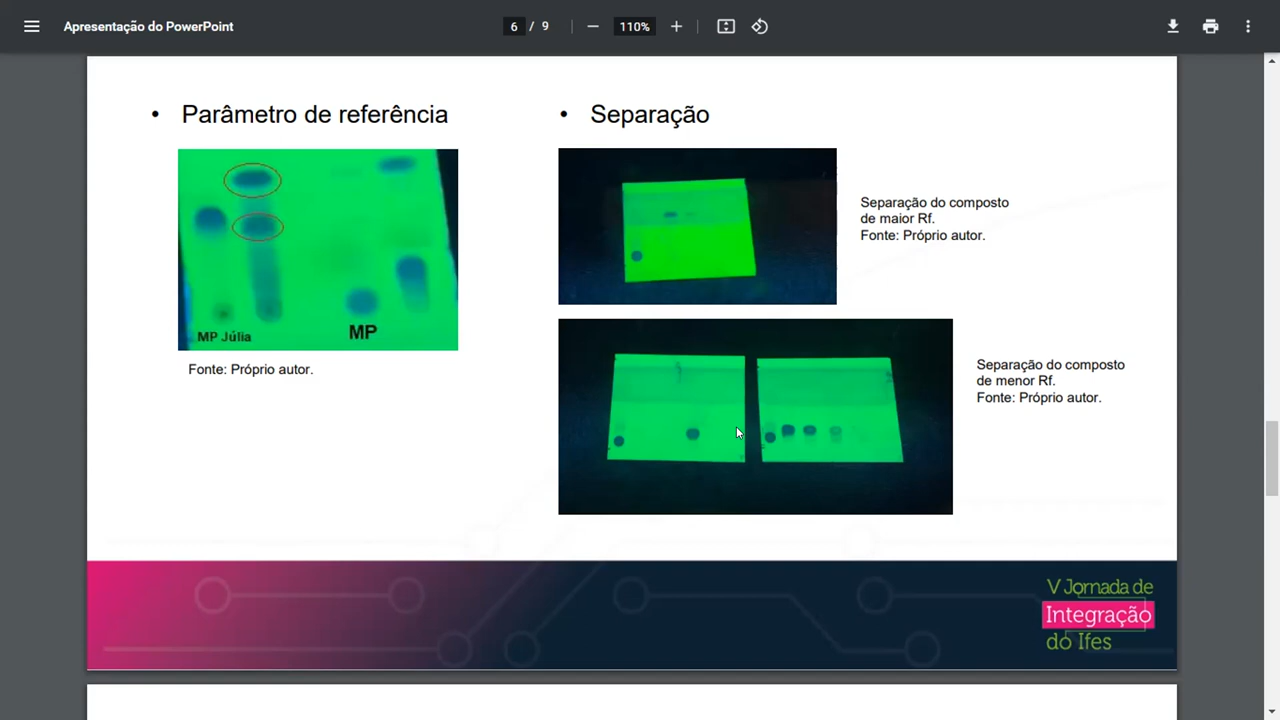 Apresentação do PowerPoint
6 / 9
110%
• Parâmetro de referência
MP Júlia
MP
Fonte: Próprio autor.
• Separação
Separação do composto
de maior Rf.
Fonte: Próprio autor.
Separação do composto
de menor Rf.
Fonte: Próprio autor.
V Jornada de
Integração
do Ifes